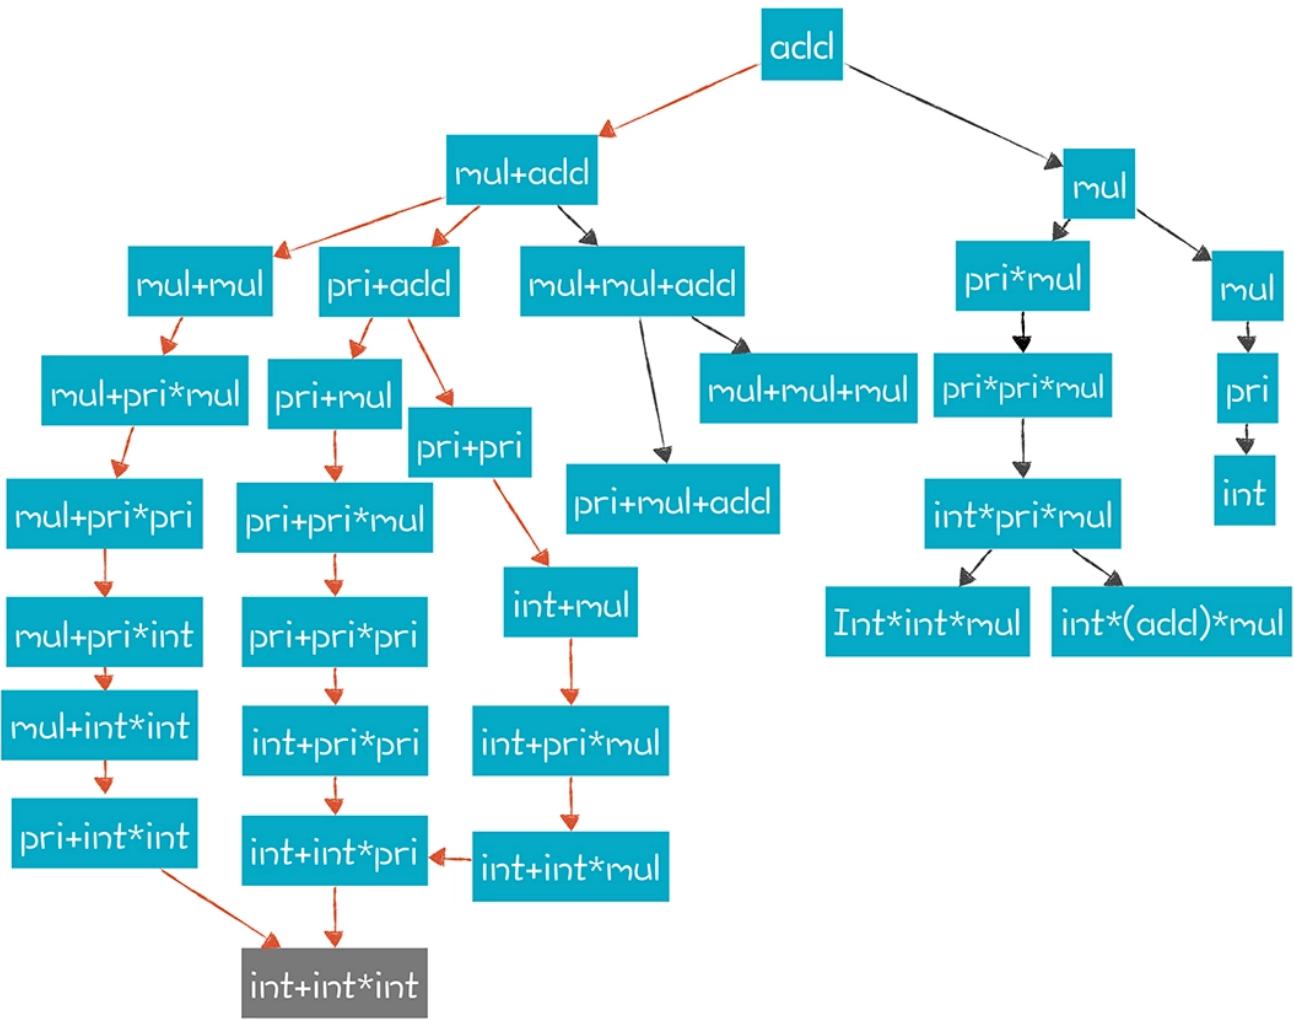 add
mul+add
mul
mul+mul
pri+add
mul+mul+add
pri*mul
mul
mul+pri*mul
pri+mul
mul+mul+mul
pri*pri*mul
pri
pri+pri
mul+pri*pri
pri+pri*mul
pri+mul+add
int*pri*mul
int
mul+pri*int
pri+pri*pri
int+mul
Int*int*mul
int*(add)*mul
mul+int*int
int+pri*pri
int+pri*mul
pri+int*int
int+int*pri
int+int*mul
int+int*int